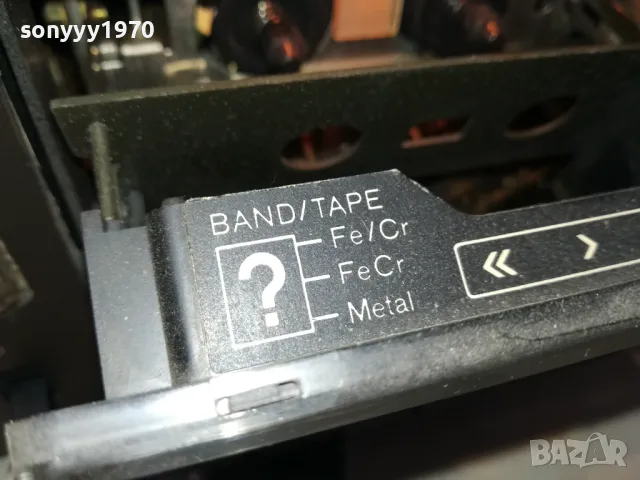 sonyyy1970
BAND/TAPE
Fe/Cr
FeCr
Metal
?
BAZAR